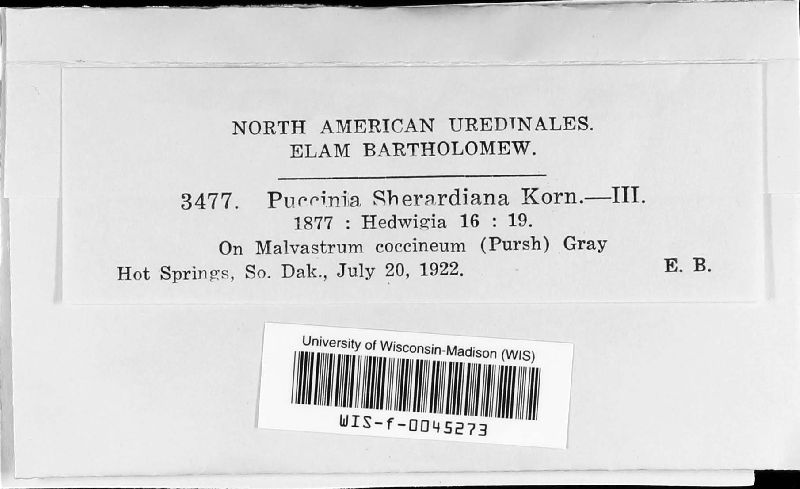 NORTH AMERICAN UREDINALES.
ELAM BARTHOLOMEW.
3477. Puccinia Sherardiana Korn.—III.
1877 : Hedwigia 16 : 19.
On Malvastrum coccineum (Pursh) Gray
Hot Springs, So. Dak., July 20, 1922. E. B.
University of Wisconsin-Madison (WIS)
WIS-f-0045273